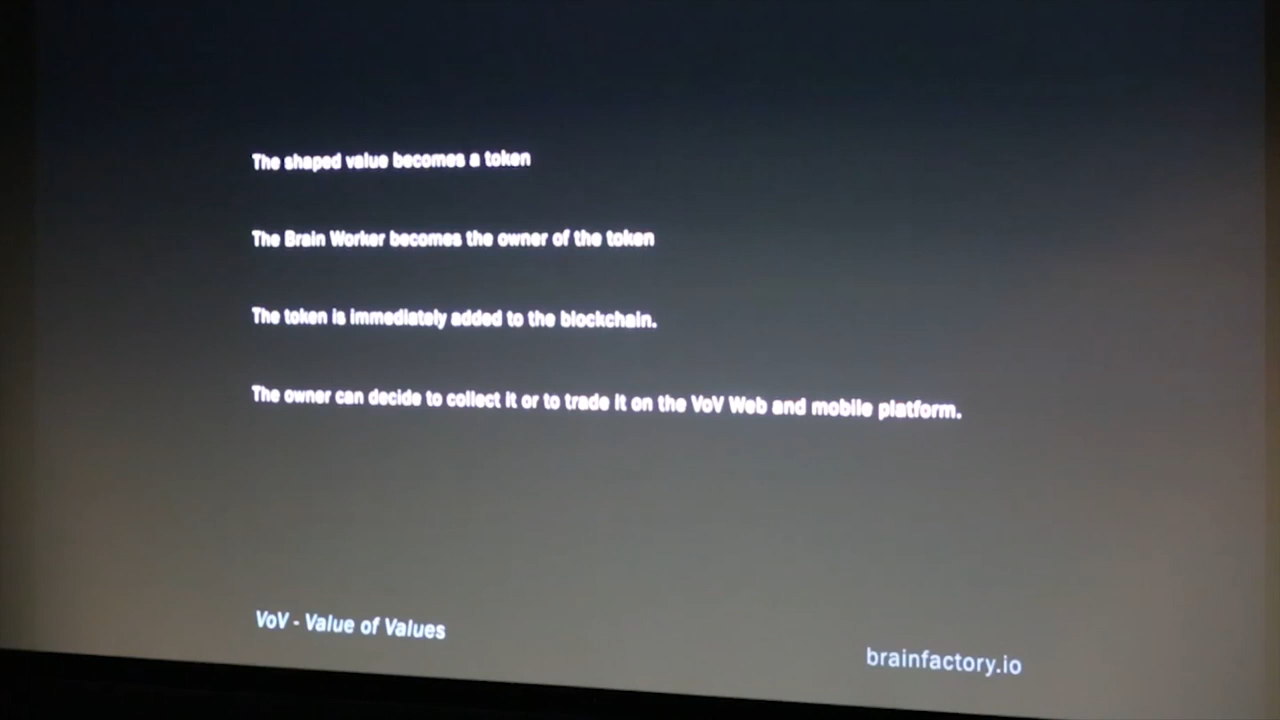 The shaped value becomes a token
The Brain Worker becomes the owner of the token
The token is immediately added to the blockchain.
The owner can decide to collect it or to trade it on the VoV Web and mobile platform.
VoV - Value of Values
brainfactory.io